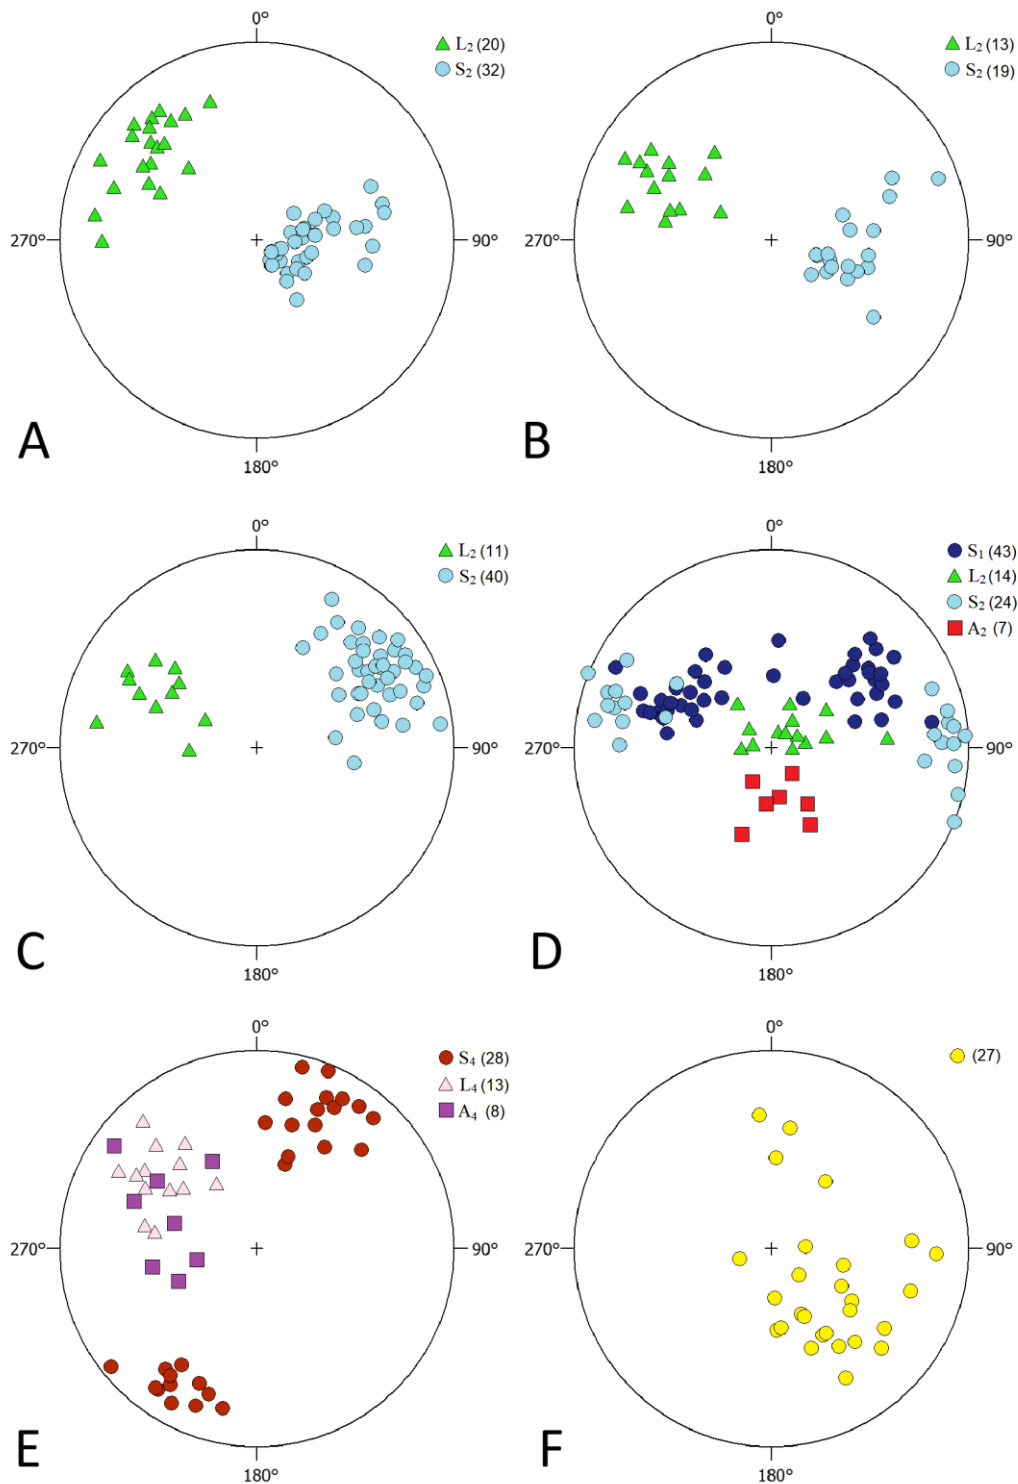 0°
L₂ (20)
S₂ (32)
270°
90°
180°
A
0°
L₂ (13)
S₂ (19)
270°
90°
180°
B
0°
L₂ (11)
S₂ (40)
270°
90°
180°
C
0°
S₁ (43)
L₂ (14)
S₂ (24)
A₂ (7)
270°
90°
180°
D
0°
S₄ (28)
L₄ (13)
A₄ (8)
270°
90°
180°
E
0°
(27)
270°
90°
180°
F